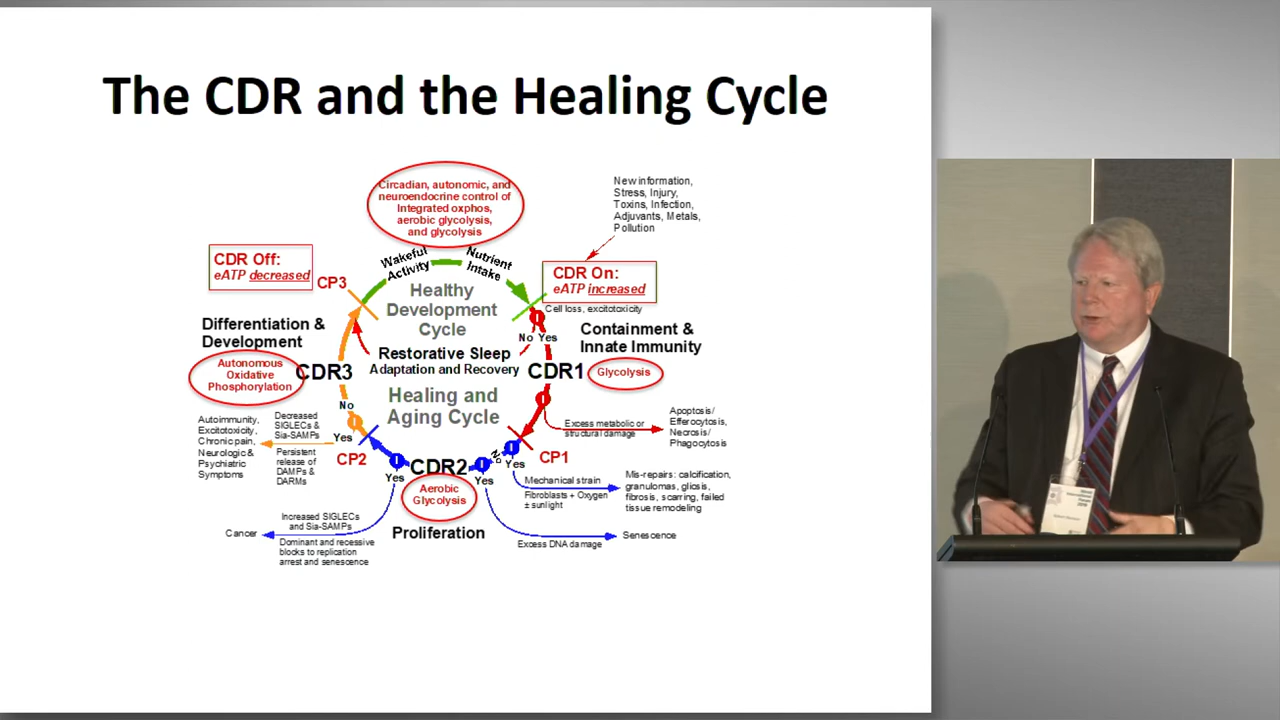 The CDR and the Healing Cycle
Circadian, autonomic, and
neuroendocrine control of
Integrated oxphos,
aerobic glycolysis,
and glycolysis
New information,
Stress, Injury,
Toxins, Infection,
Adjuvants, Metals,
Pollution
CDR Off:
eATP decreased
CP3
Wakeful
Activity
Nutrient
Intake
CDR On:
eATP increased
Cell loss, excitotoxicity
Healthy
Development
Cycle
No Yes
Differentiation &
Development
Containment &
Innate Immunity
Restorative Sleep
Adaptation and Recovery
Autonomous
Oxidative
Phosphorylation
CDR3
CDR1
Glycolysis
Healing and
Aging Cycle
No
Yes
CP2
Autoimmunity,
Excitotoxicity,
Chronic pain,
Neurologic &
Psychiatric
Symptoms
Decreased
SIGLECs &
Sia-SAMPs
Persistent
release of
DAMPs &
DARMs
Excess metabolic or
structural damage
Apoptosis/
Efferocytosis,
Necrosis/
Phagocytosis
CP1
No
Yes
CDR2
Yes
Yes
Aerobic
Glycolysis
Proliferation
Mechanical strain
Fibroblasts + Oxygen
± sunlight
Mis-repairs: calcification,
granulomas, gliosis,
fibrosis, scarring, failed
tissue remodeling
Cancer
Increased SIGLECs
and Sia-SAMPs
Dominant and recessive
blocks to replication
arrest and senescence
Excess DNA damage
Senescence